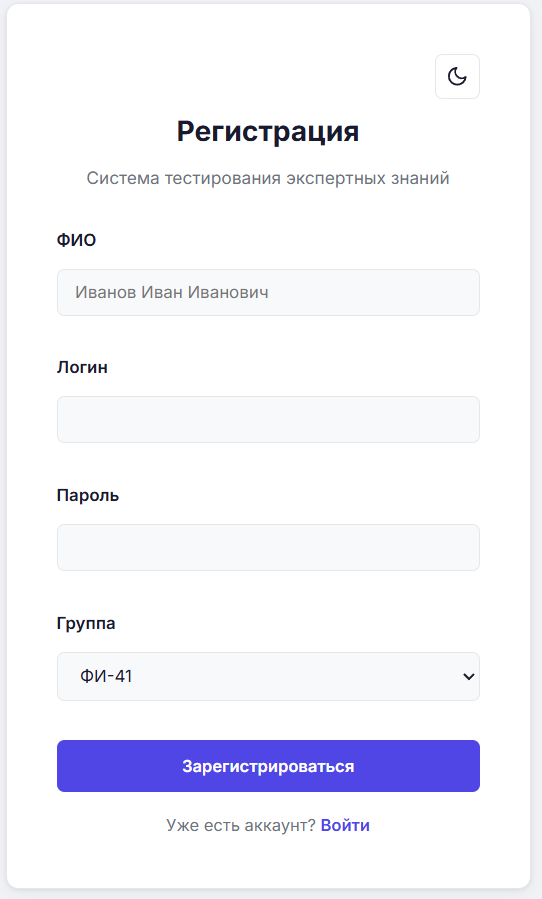 Регистрация
Система тестирования экспертных знаний
ФИО
Иванов Иван Иванович
Логин
Пароль
Группа
ФИ-41
Зарегистрироваться
Уже есть аккаунт? Войти